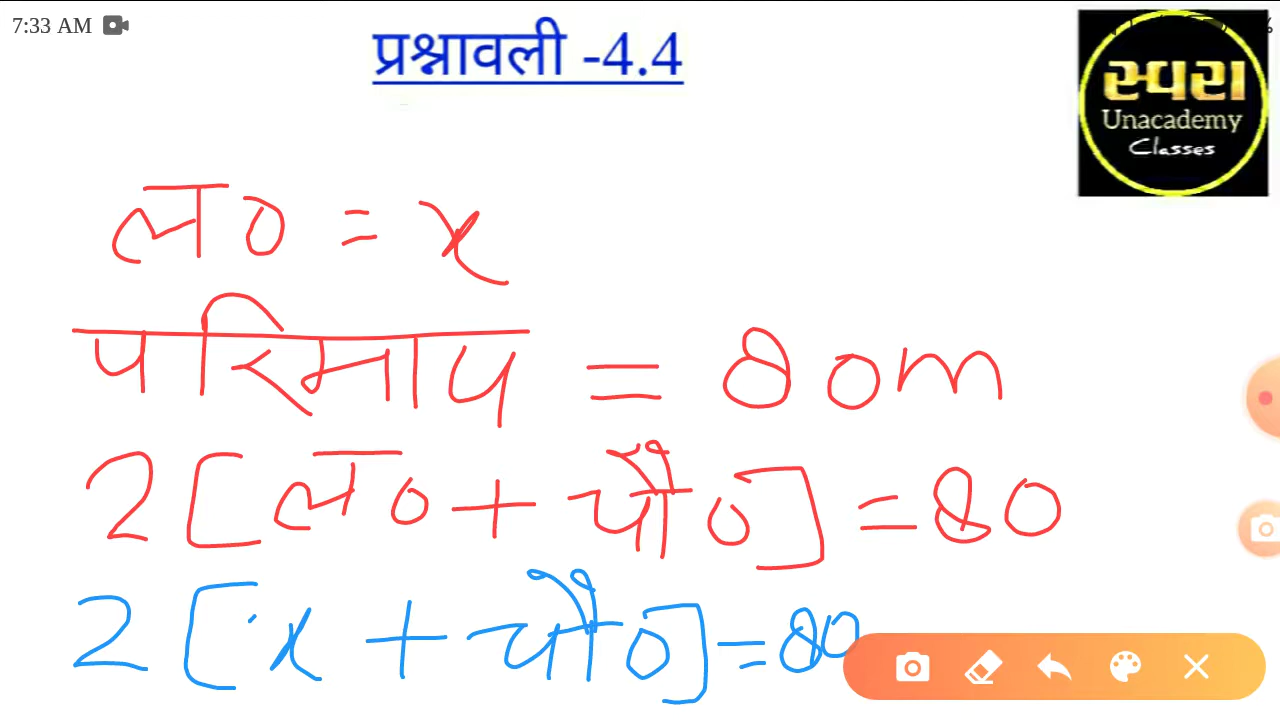 7:33 AM
प्रश्नावली -4.4
स्परा
Unacademy
Classes
ल० = x
परिमाप = 80m
2 [ल० + चौ०] = 80
2 [x + चौ०] = 80